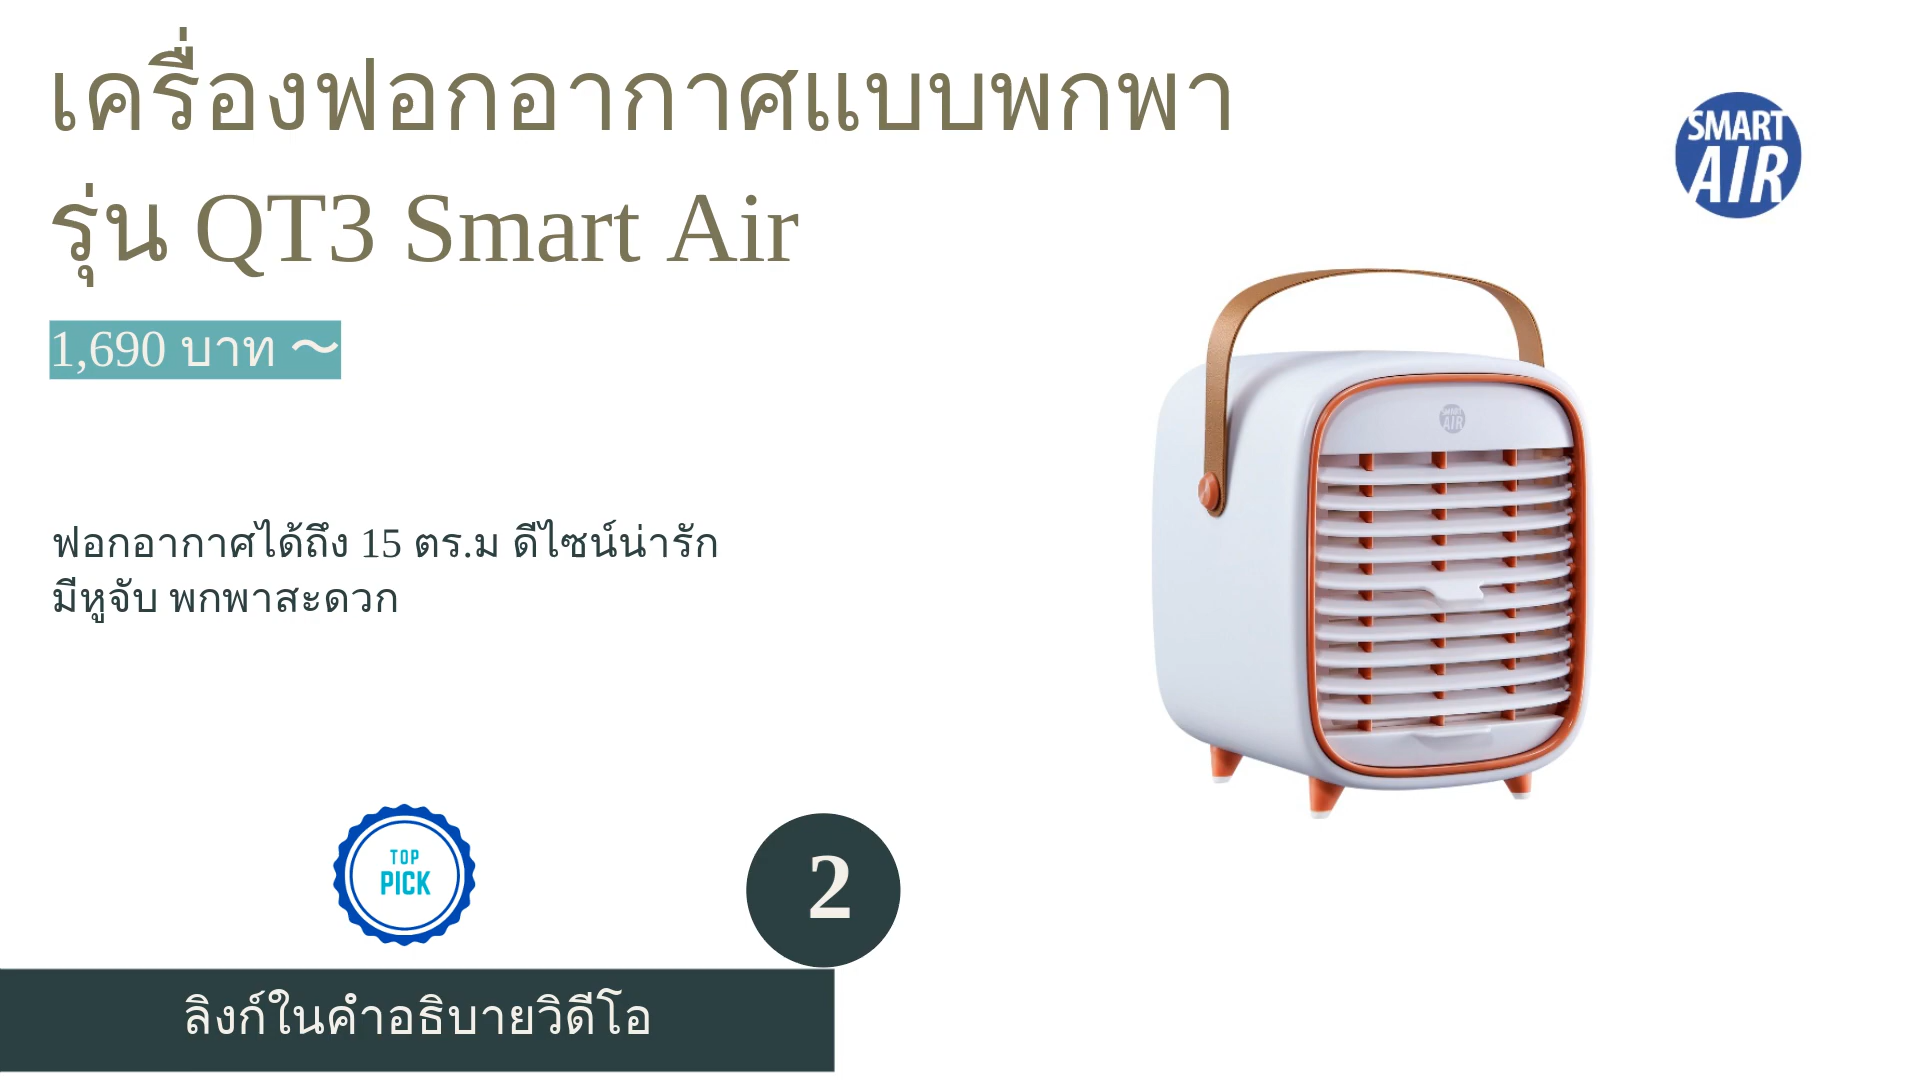 เครื่องฟอกอากาศแบบพกพา
รุ่น QT3 Smart Air
SMART
AIR
1,690 บาท ～
SMART
AIR
ฟอกอากาศได้ถึง 15 ตร.ม ดีไซน์น่ารัก
มีหูจับ พกพาสะดวก
TOP
PICK
2
ลิงก์ในคำอธิบายวิดีโอ